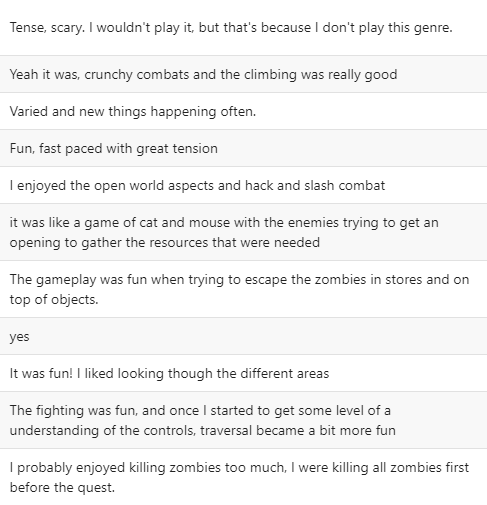 Tense, scary. I wouldn't play it, but that's because I don't play this genre.
Yeah it was, crunchy combats and the climbing was really good
Varied and new things happening often.
Fun, fast paced with great tension
I enjoyed the open world aspects and hack and slash combat
it was like a game of cat and mouse with the enemies trying to get an
opening to gather the resources that were needed
The gameplay was fun when trying to escape the zombies in stores and on
top of objects.
yes
It was fun! I liked looking though the different areas
The fighting was fun, and once I started to get some level of a
understanding of the controls, traversal became a bit more fun
I probably enjoyed killing zombies too much, I were killing all zombies first
before the quest.